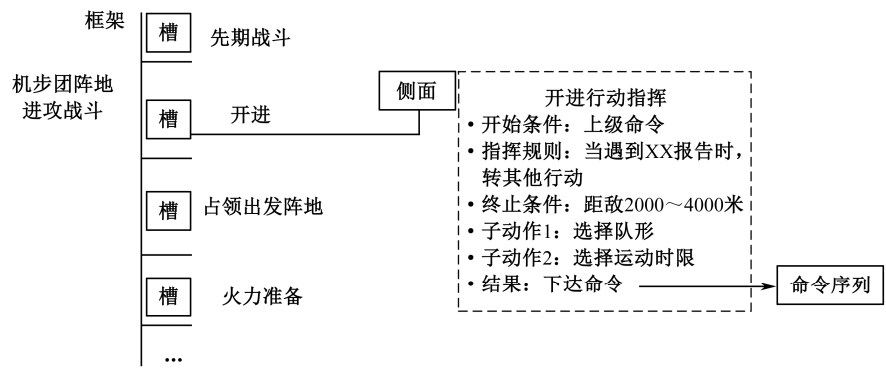 框架
槽
先期战斗
机步团阵地
进攻战斗
槽
开进
侧面
开进行动指挥
•开始条件：上级命令
•指挥规则：当遇到XX报告时，
转其他行动
•终止条件：距敌2000～4000米
•子动作1：选择队形
•子动作2：选择运动时限
•结果：下达命令
命令序列
槽
占领出发阵地
槽
火力准备
...